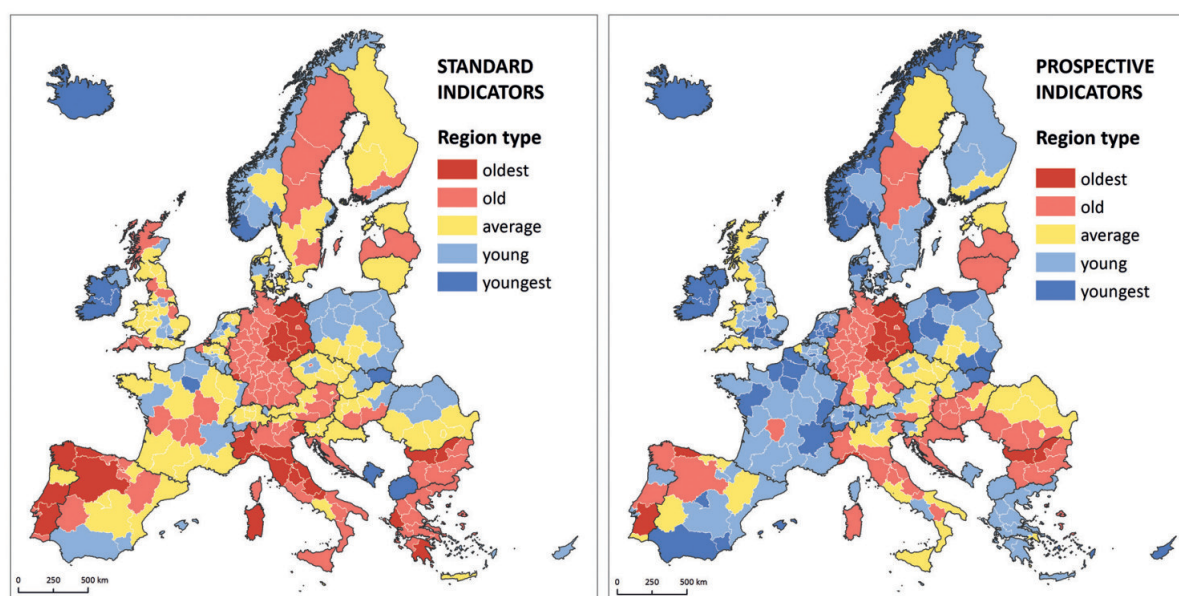 STANDARD
INDICATORS
Region type
oldest
old
average
young
youngest
0 250 500 km
PROSPECTIVE
INDICATORS
Region type
oldest
old
average
young
youngest
0 250 500 km